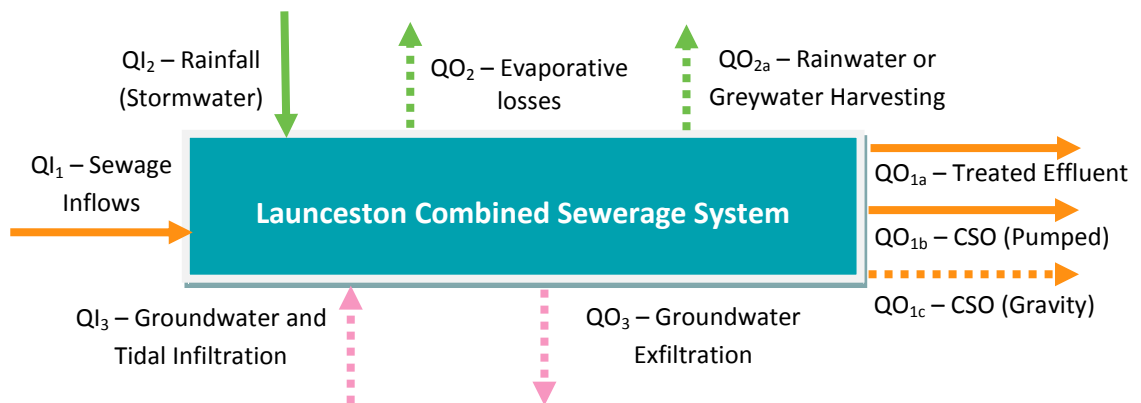 QI₂ – Rainfall
(Stormwater)
QO₂ – Evaporative
losses
QO₂ₐ – Rainwater or
Greywater Harvesting
QI₁ – Sewage
Inflows
Launceston Combined Sewerage System
QO₁ₐ – Treated Effluent
QO₁b – CSO (Pumped)
QO₁c – CSO (Gravity)
QI₃ – Groundwater and
Tidal Infiltration
QO₃ – Groundwater
Exfiltration